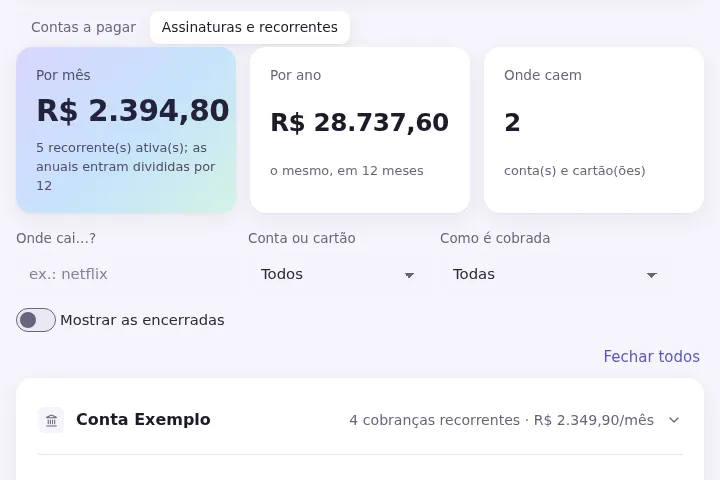 Contas a pagar
Assinaturas e recorrentes
Por mês
R$ 2.394,80
5 recorrente(s) ativa(s); as
anuais entram divididas por
12
Por ano
R$ 28.737,60
o mesmo, em 12 meses
Onde caem
2
conta(s) e cartão(ões)
Onde cai…?
ex.: netflix
Conta ou cartão
Todos
Como é cobrada
Todas
Mostrar as encerradas
Fechar todos
Conta Exemplo
4 cobranças recorrentes · R$ 2.349,90/mês